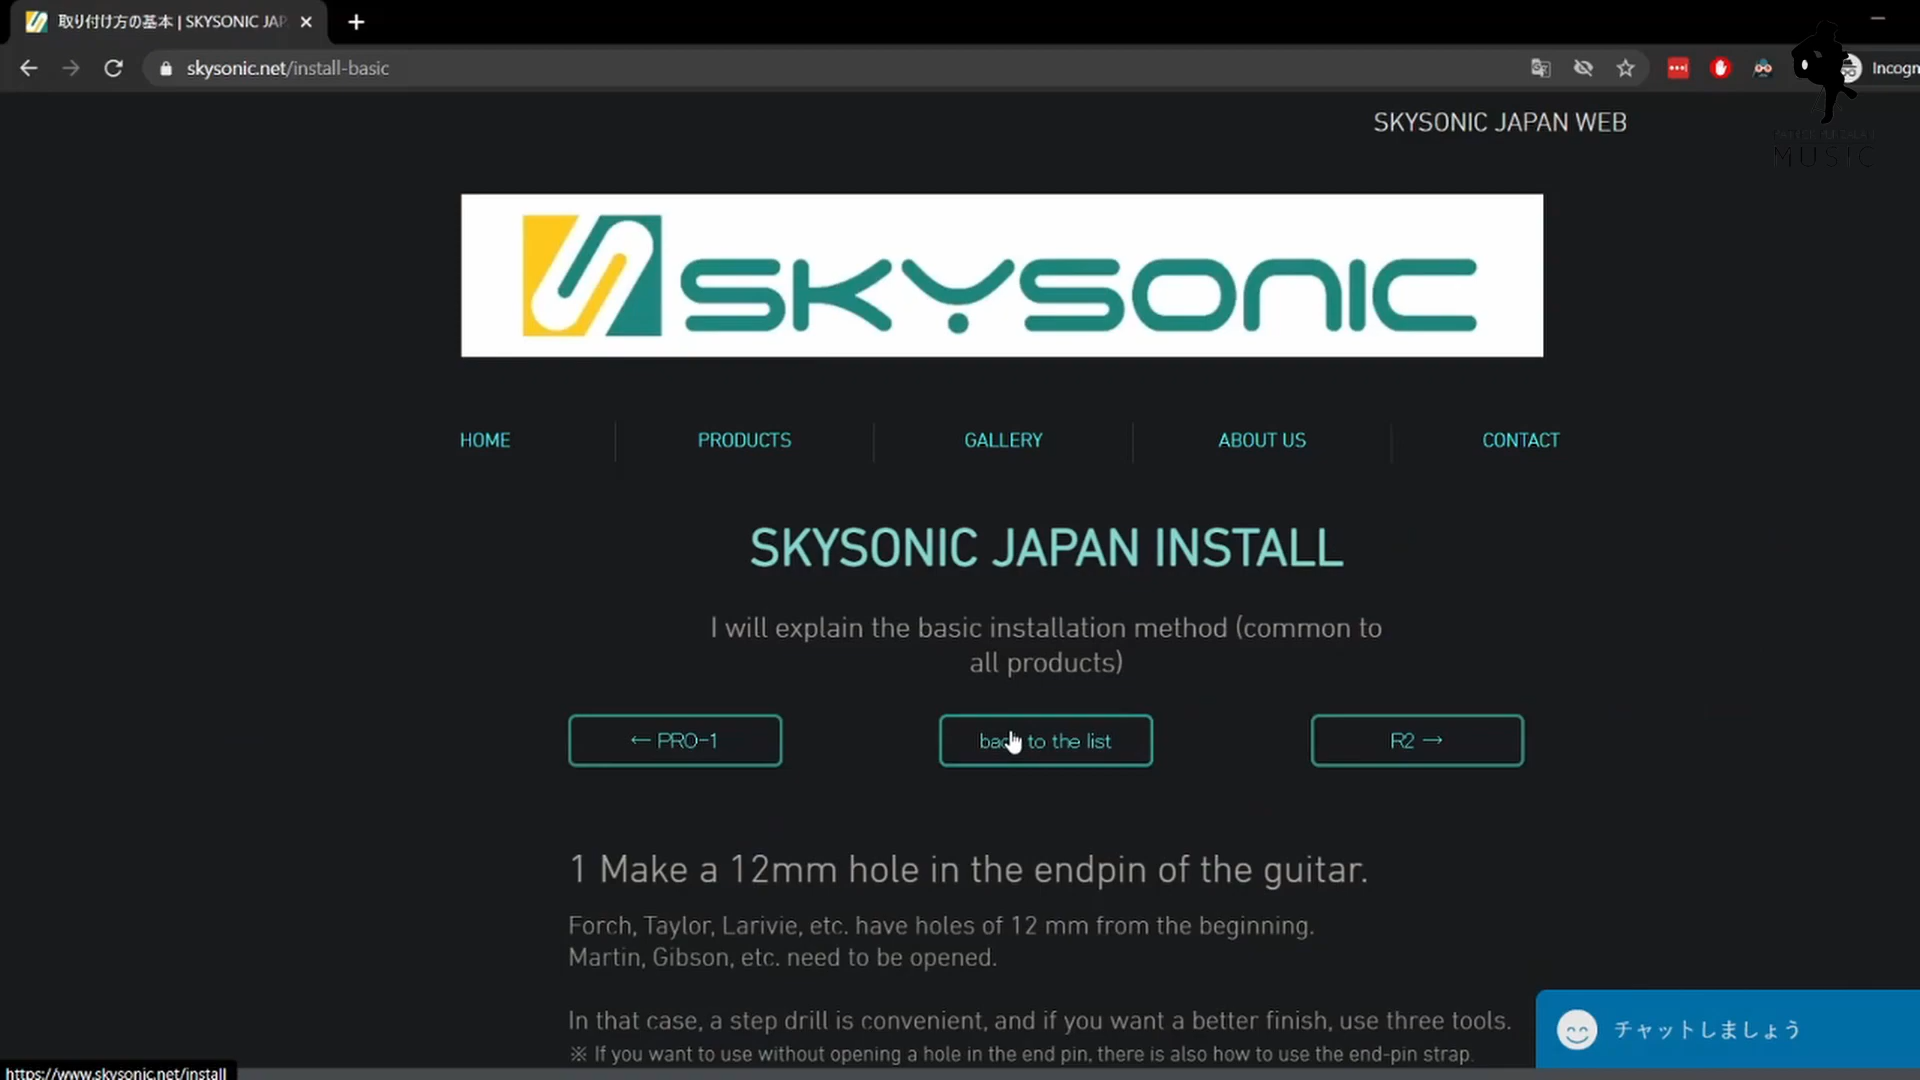 取り付け方の基本 | SKYSONIC JAP
skysonic.net/install-basic
Incogn
MUSIC
SKYSONIC JAPAN WEB
SKYSONIC
HOME
PRODUCTS
GALLERY
ABOUT US
CONTACT
SKYSONIC JAPAN INSTALL
I will explain the basic installation method (common to
all products)
← PRO-1
back to the list
R2 →
1 Make a 12mm hole in the endpin of the guitar.
Forch, Taylor, Larivie, etc. have holes of 12 mm from the beginning.
Martin, Gibson, etc. need to be opened.
In that case, a step drill is convenient, and if you want a better finish, use three tools.
※ If you want to use without opening a hole in the end pin, there is also how to use the end-pin strap.
チャットしましょう
https://www.skysonic.net/install